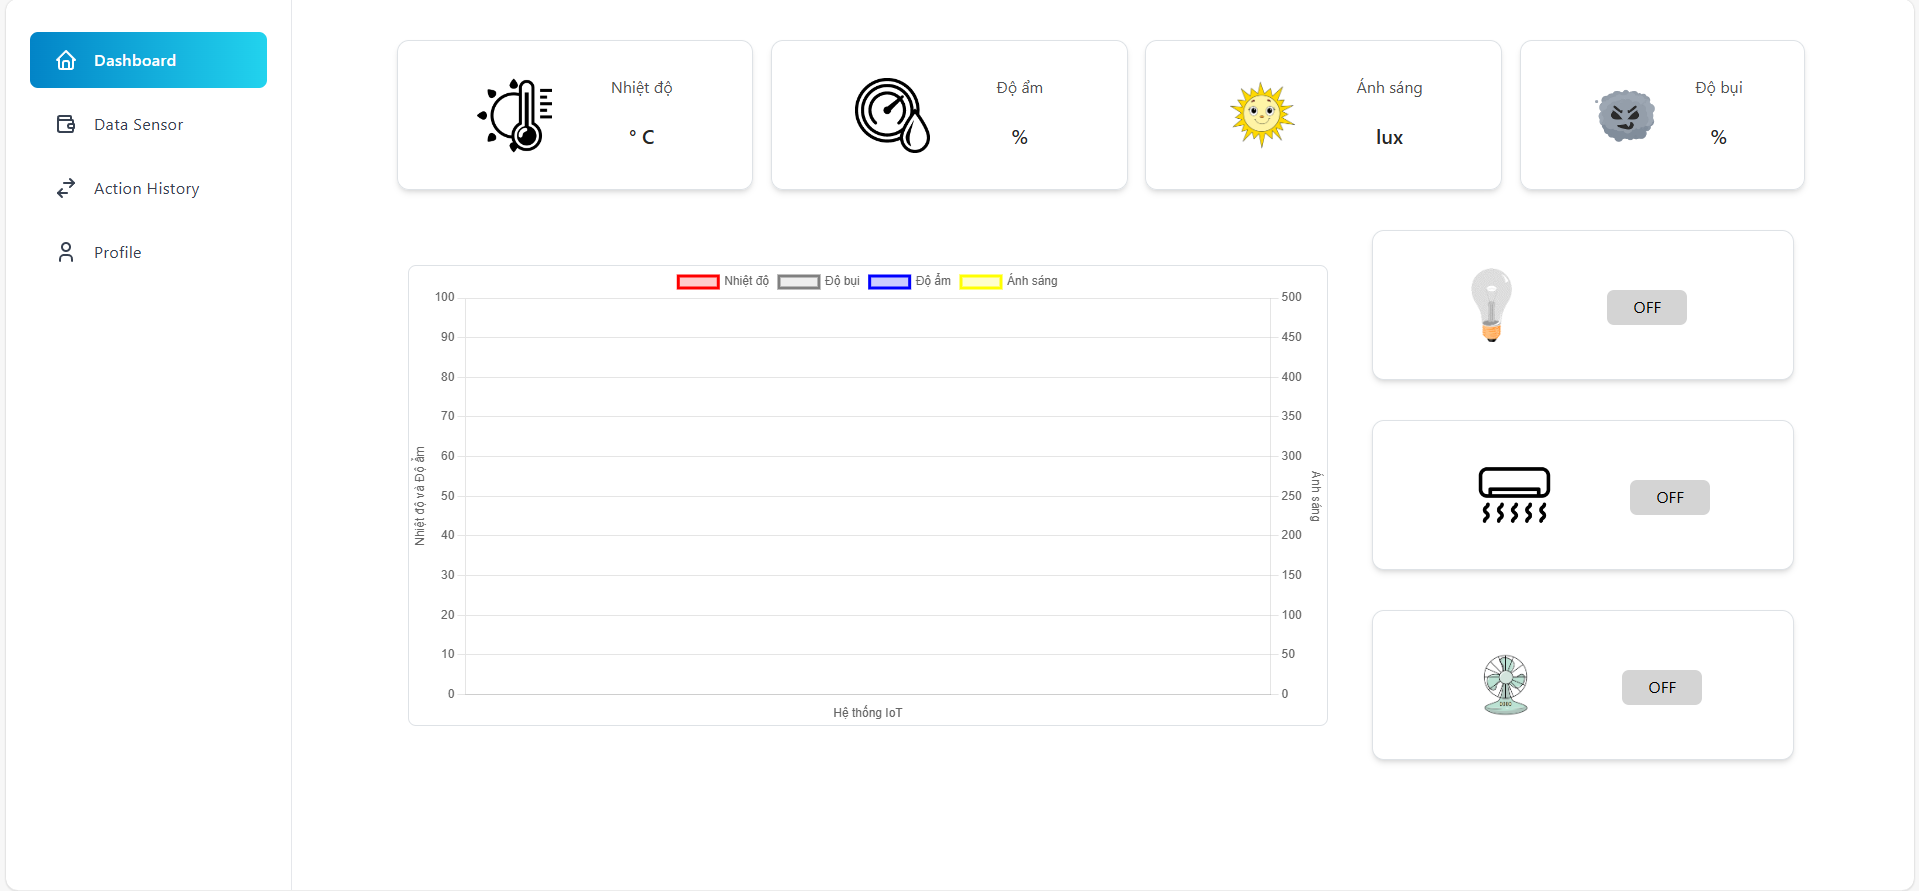 Dashboard
Data Sensor
Action History
Profile
Nhiệt độ
° C
Độ ẩm
%
Ánh sáng
lux
Độ bụi
%
Nhiệt độ Độ bụi Độ ẩm Ánh sáng
100
90
80
70
60
50
40
30
20
10
0
Nhiệt độ và Độ ẩm
500
450
400
350
300
250
200
150
100
50
0
Ánh sáng
Hệ thống IoT
OFF
OFF
OFF